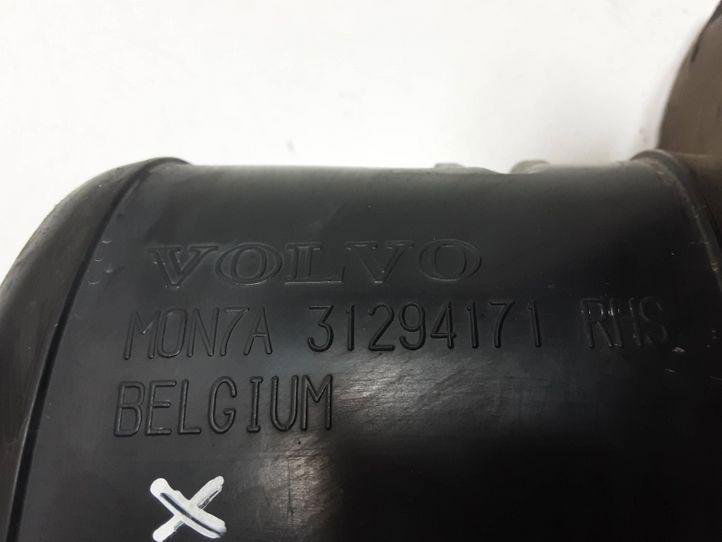 VOLVO
MON7A 31294171 RHS
BELGIUM
X